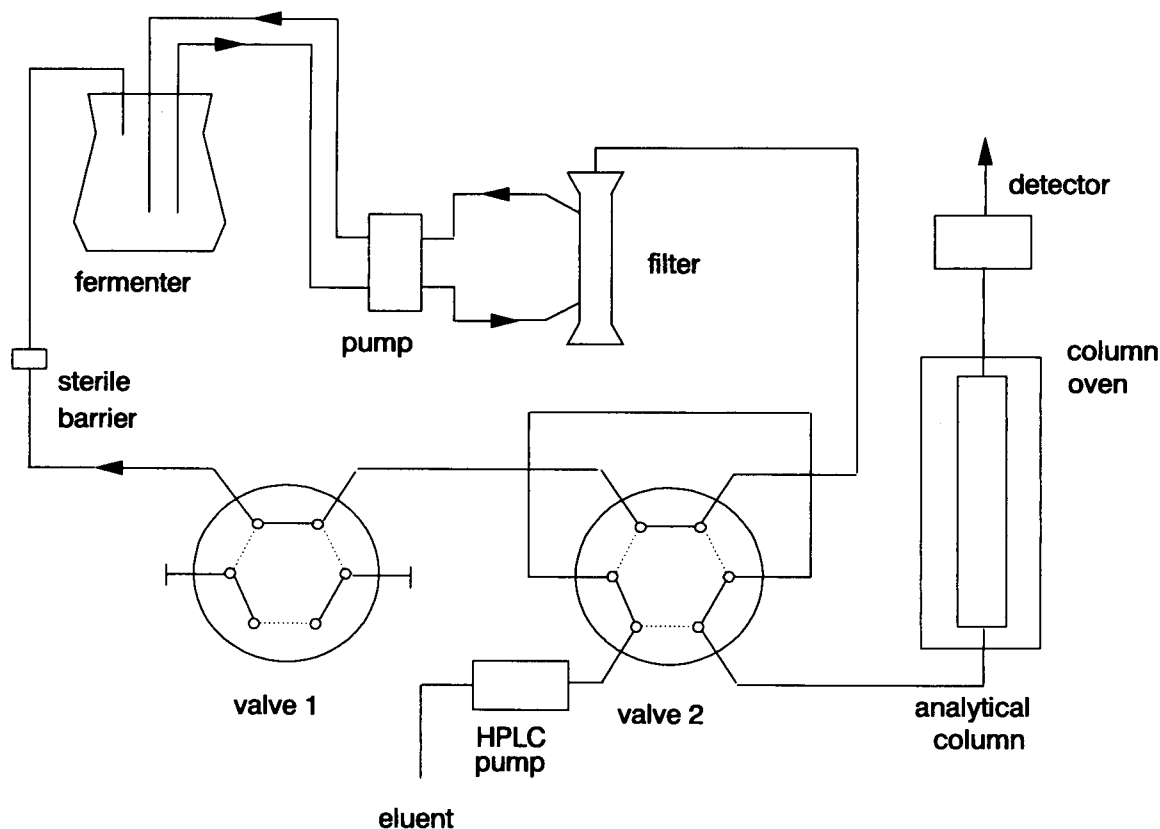 detector
fermenter
filter
pump
column
oven
sterile
barrier
valve 1
valve 2
HPLC
pump
analytical
column
eluent